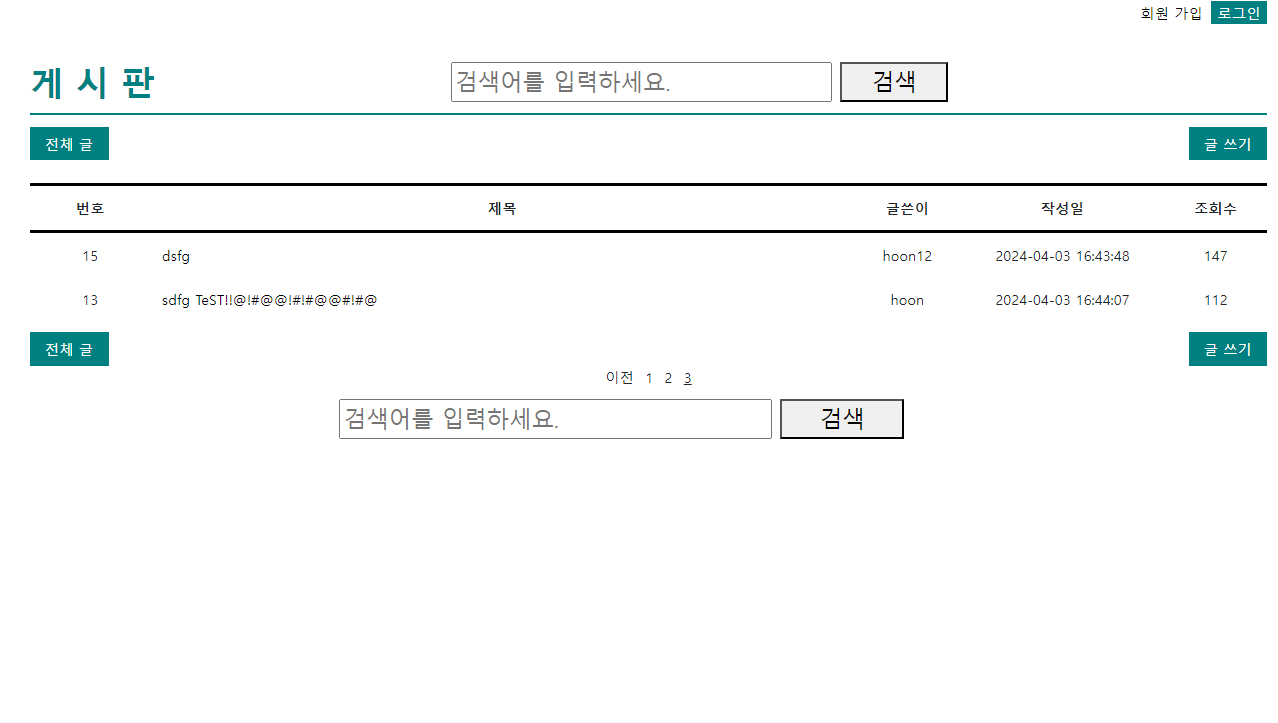 회원 가입 로그인
게 시 판 검색어를 입력하세요. 검색
전체 글 글 쓰기
번호 제목 글쓴이 작성일 조회수
15 dsfg hoon12 2024-04-03 16:43:48 147
13 sdfg TeST!!@!#@@!#!#@@#!#@ hoon 2024-04-03 16:44:07 112
전체 글 글 쓰기
이전 1 2 3
검색어를 입력하세요. 검색